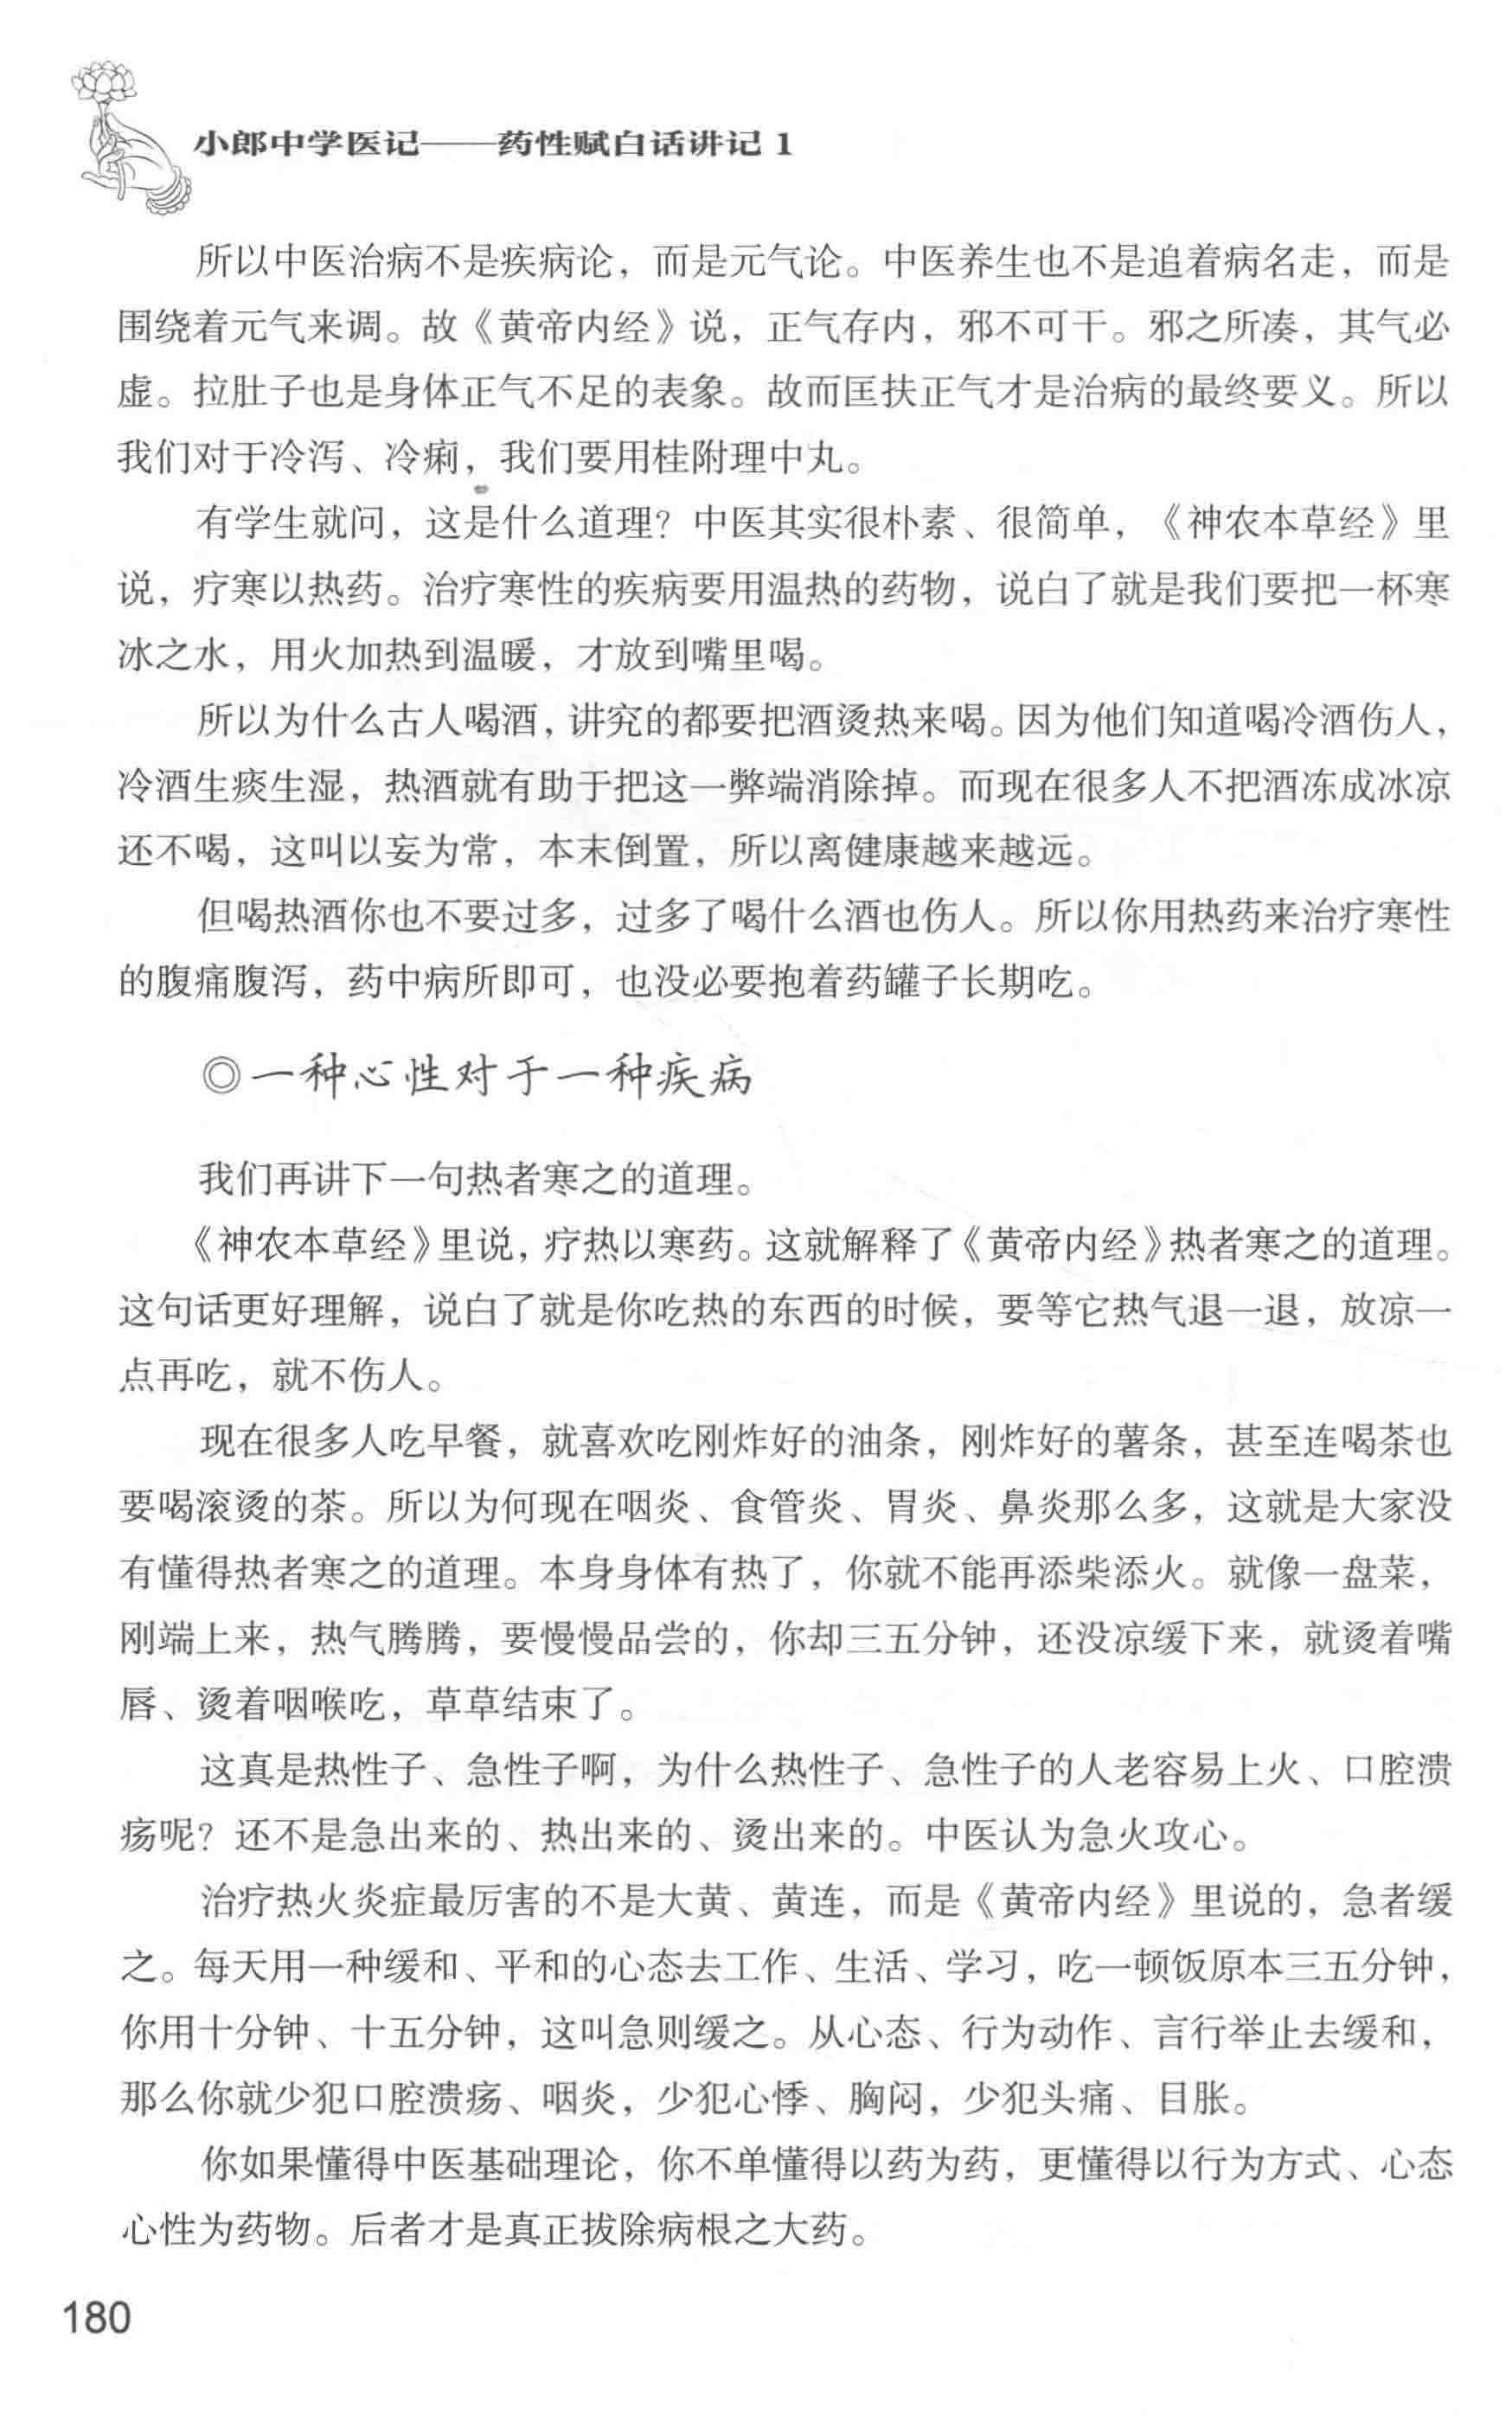 小郎中学医记——药性赋白话讲记 1
所以中医治病不是疾病论，而是元气论。中医养生也不是追着病名走，而是
围绕着元气来调。故《黄帝内经》说，正气存内，邪不可干。邪之所凑，其气必
虚。拉肚子也是身体正气不足的表象。故而匡扶正气才是治病的最终要义。所以
我们对于冷泻、冷痢，我们要用桂附理中丸。
有学生就问，这是什么道理？中医其实很朴素、很简单，《神农本草经》里
说，疗寒以热药。治疗寒性的疾病要用温热的药物，说白了就是我们要把一杯寒
冰之水，用火加热到温暖，才放到嘴里喝。
所以为什么古人喝酒，讲究的都要把酒烫热来喝。因为他们知道喝冷酒伤人，
冷酒生痰生湿，热酒就有助于把这一弊端消除掉。而现在很多人不把酒冻成冰凉
还不喝，这叫以妄为常，本末倒置，所以离健康越来越远。
但喝热酒你也不要过多，过多了喝什么酒也伤人。所以你用热药来治疗寒性
的腹痛腹泻，药中病所即可，也没必要抱着药罐子长期吃。
◎一种心性对于一种疾病
我们再讲下一句热者寒之的道理。
《神农本草经》里说，疗热以寒药。这就解释了《黄帝内经》热者寒之的道理。
这句话更好理解，说白了就是你吃热的东西的时候，要等它热气退一退，放凉一
点再吃，就不伤人。
现在很多人吃早餐，就喜欢吃刚炸好的油条，刚炸好的薯条，甚至连喝茶也
要喝滚烫的茶。所以为何现在咽炎、食管炎、胃炎、鼻炎那么多，这就是大家没
有懂得热者寒之的道理。本身身体有热了，你就不能再添柴添火。就像一盘菜，
刚端上来，热气腾腾，要慢慢品尝的，你却三五分钟，还没凉缓下来，就烫着嘴
唇、烫着咽喉吃，草草结束了。
这真是热性子、急性子啊，为什么热性子、急性子的人老容易上火、口腔溃
疡呢？还不是急出来的、热出来的、烫出来的。中医认为急火攻心。
治疗热火炎症最厉害的不是大黄、黄连，而是《黄帝内经》里说的，急者缓
之。每天用一种缓和、平和的心态去工作、生活、学习，吃一顿饭原本三五分钟，
你用十分钟、十五分钟，这叫急则缓之。从心态、行为动作、言行举止去缓和，
那么你就少犯口腔溃疡、咽炎，少犯心悸、胸闷，少犯头痛、目胀。
你如果懂得中医基础理论，你不单懂得以药为药，更懂得以行为方式、心态
心性为药物。后者才是真正拔除病根之大药。
180